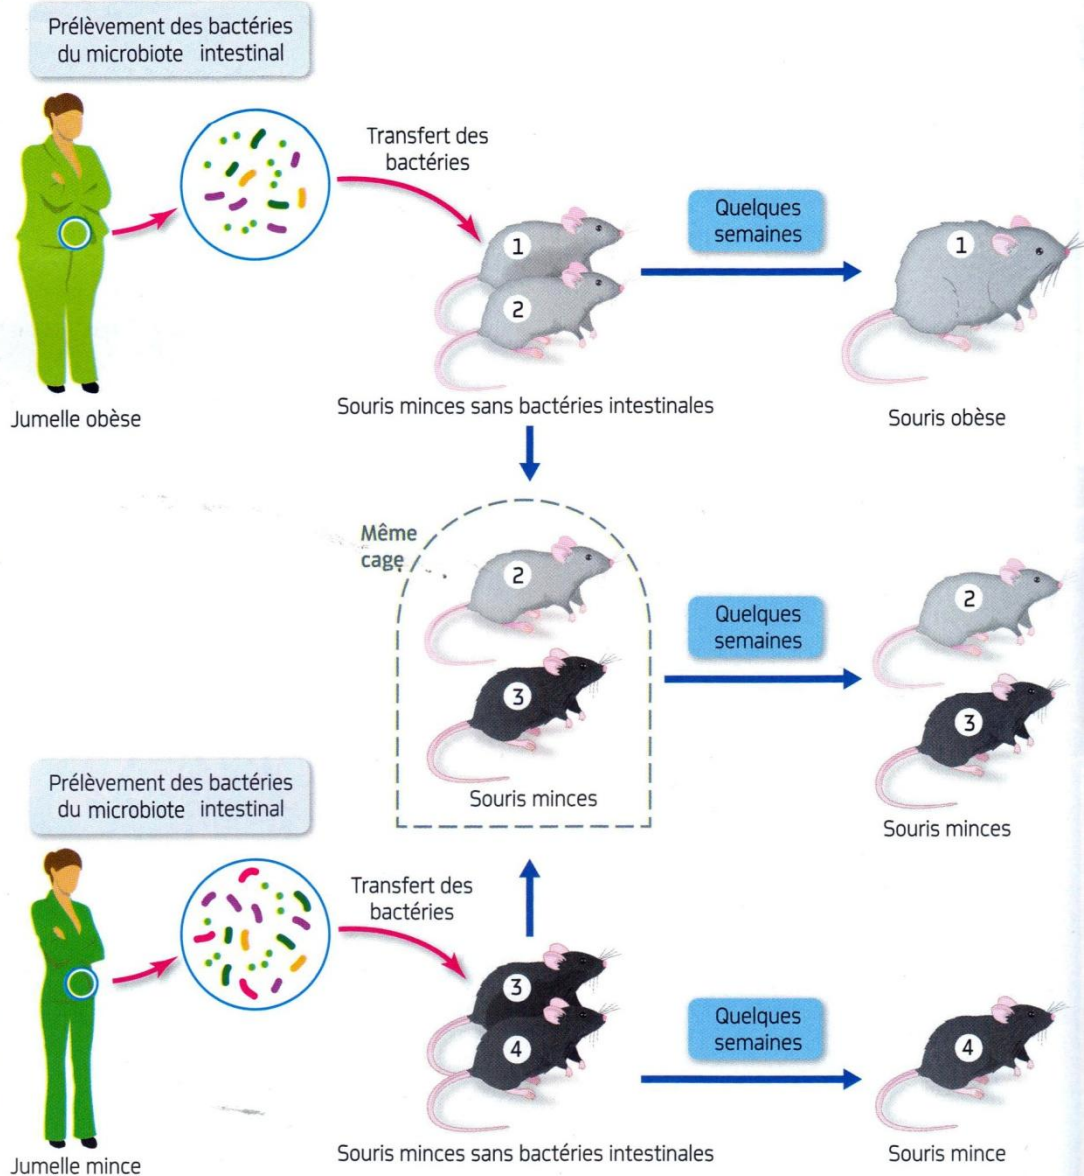 Prélèvement des bactéries
du microbiote intestinal
Transfert des
bactéries
Quelques
semaines
1
2
1
Jumelle obèse
Souris minces sans bactéries intestinales
Souris obèse
Même
cage
2
3
Souris minces
Quelques
semaines
2
3
Souris minces
Prélèvement des bactéries
du microbiote intestinal
Transfert des
bactéries
3
4
Quelques
semaines
4
Jumelle mince
Souris minces sans bactéries intestinales
Souris mince